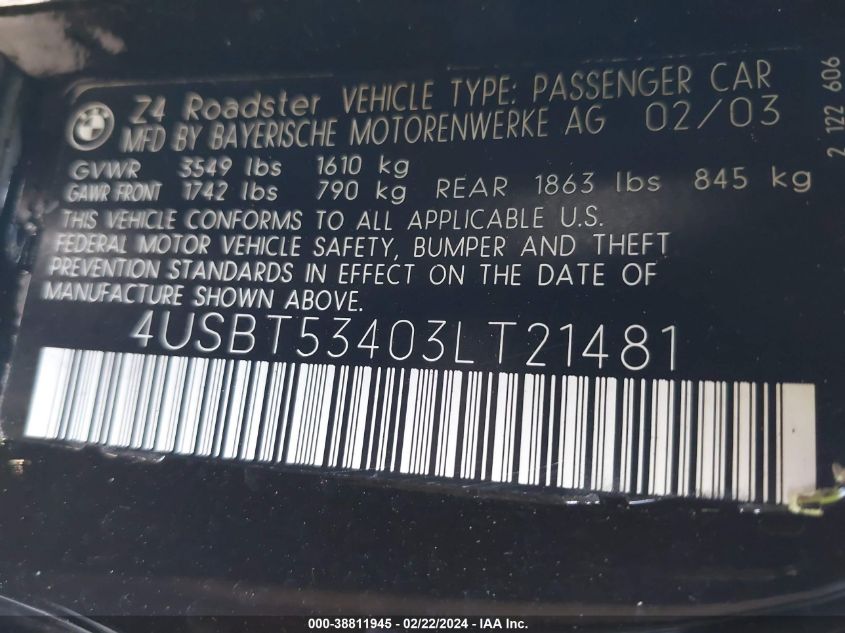 Z4 Roadster VEHICLE TYPE: PASSENGER CAR
MFD BY BAYERISCHE MOTORENWERKE AG 02/03
GVWR 3549 lbs 1610 kg
GAWR FRONT 1742 lbs 790 kg REAR 1863 lbs 845 kg
THIS VEHICLE CONFORMS TO ALL APPLICABLE U.S.
FEDERAL MOTOR VEHICLE SAFETY, BUMPER AND THEFT
PREVENTION STANDARDS IN EFFECT ON THE DATE OF
MANUFACTURE SHOWN ABOVE.
4USBT53403LT21481
2 122 606
000-38811945 - 02/22/2024 - IAA Inc.